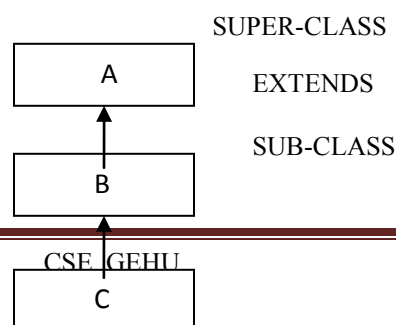 SUPER-CLASS
A
EXTENDS
SUB-CLASS
B
CSE GEHU
C